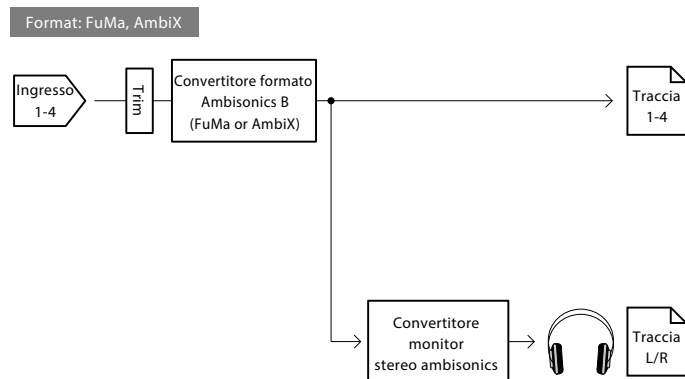 Format: FuMa, AmbiX
Ingresso
1-4
Trim
Convertitore formato
Ambisonics B
(FuMa or AmbiX)
Traccia
1-4
Convertitore
monitor
stereo ambisonics
Traccia
L/R